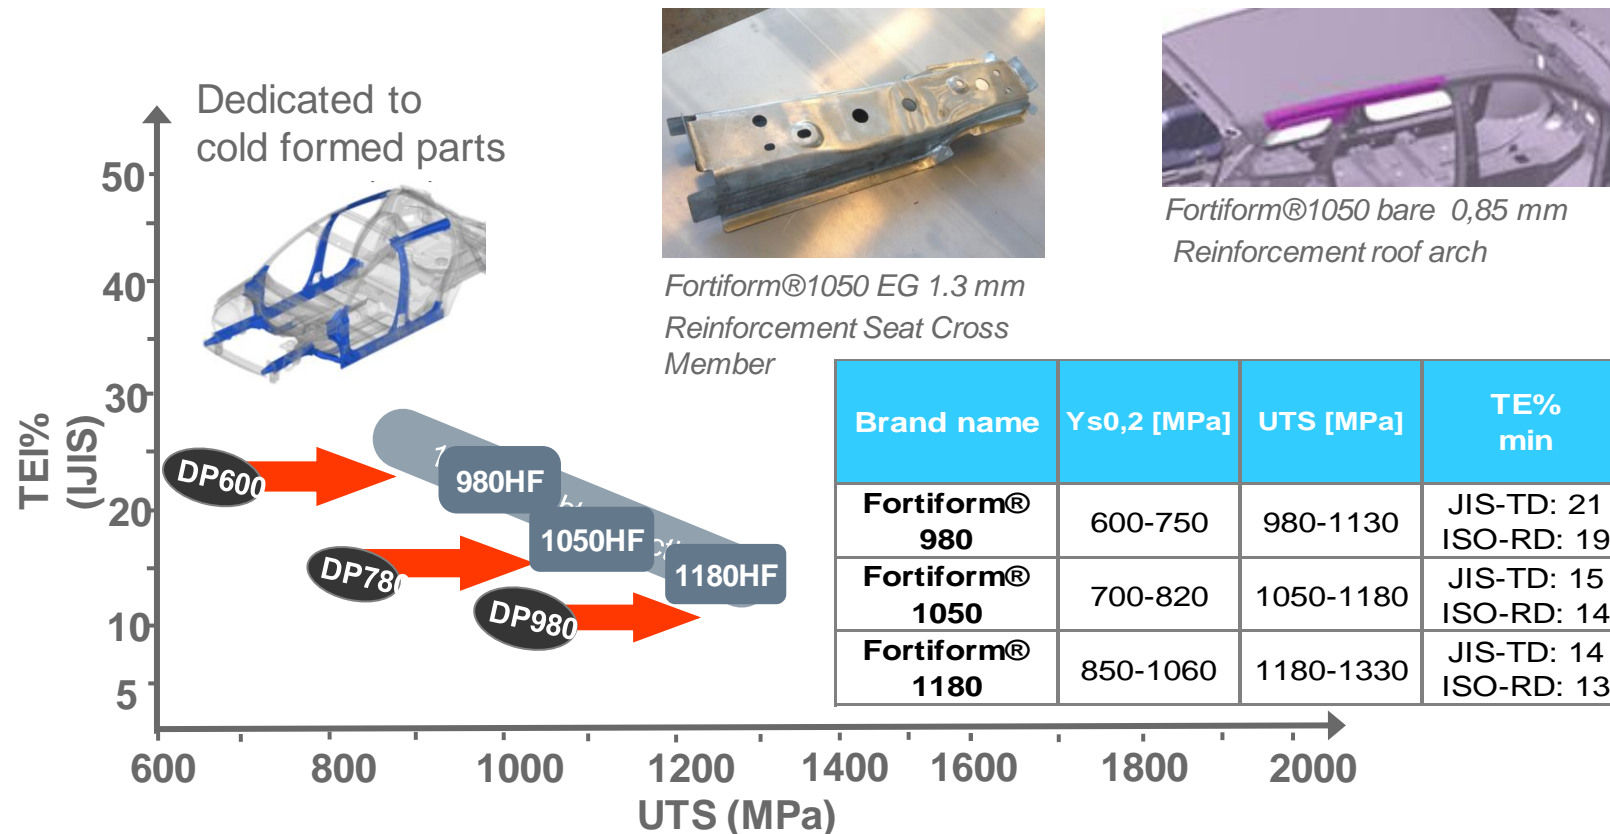 Dedicated to
cold formed parts
Fortiform®1050 EG 1.3 mm
Reinforcement Seat Cross
Member
Fortiform®1050 bare 0,85 mm
Reinforcement roof arch
TEI%
(IJIS)
50
40
30
20
10
5
DP600
DP780
DP980
980HF
1050HF
1180HF
600 800 1000 1200 1400 1600 1800 2000
UTS (MPa)
Brand name Ys0,2 [MPa] UTS [MPa] TE% min
Fortiform® 980 600-750 980-1130 JIS-TD: 21
ISO-RD: 19
Fortiform® 1050 700-820 1050-1180 JIS-TD: 15
ISO-RD: 14
Fortiform® 1180 850-1060 1180-1330 JIS-TD: 14
ISO-RD: 13